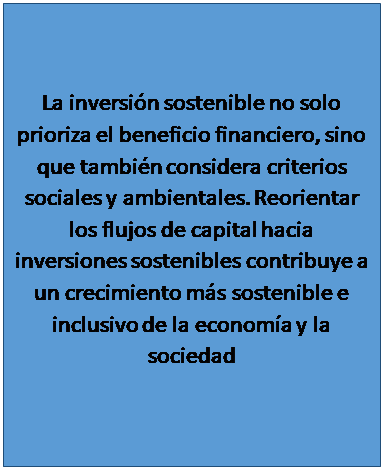 La inversión sostenible no solo
prioriza el beneficio financiero, sino
que también considera criterios
sociales y ambientales. Reorientar
los flujos de capital hacia
inversiones sostenibles contribuye a
un crecimiento más sostenible e
inclusivo de la economía y la
sociedad